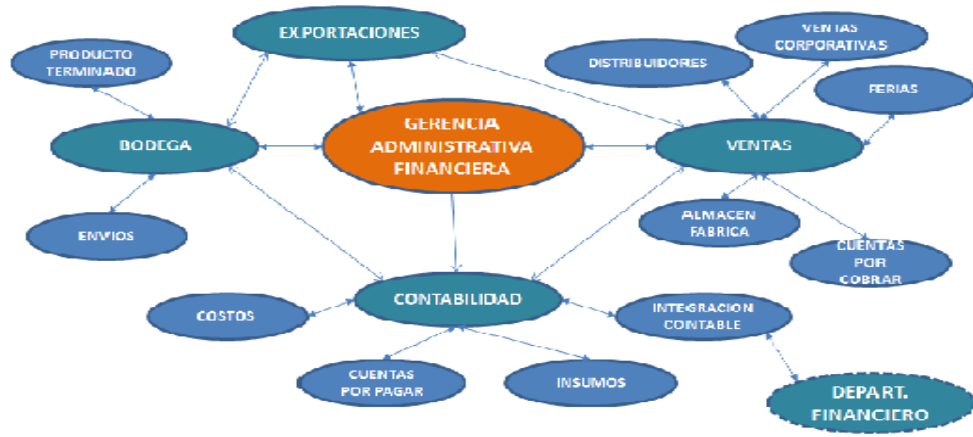 EXPORTACIONES
VENTAS
CORPORATIVAS
PRODUCTO
TERMINADO
DISTRIBUIDORES
FERIAS
BODEGA
GERENCIA
ADMINISTRATIVA
FINANCIERA
VENTAS
ENVIOS
ALMACEN
FABRICA
CUENTAS
POR
COBRAR
CONTABILIDAD
COSTOS
INTEGRACION
CONTABLE
CUENTAS
POR PAGAR
INSUMOS
DEPART.
FINANCIERO